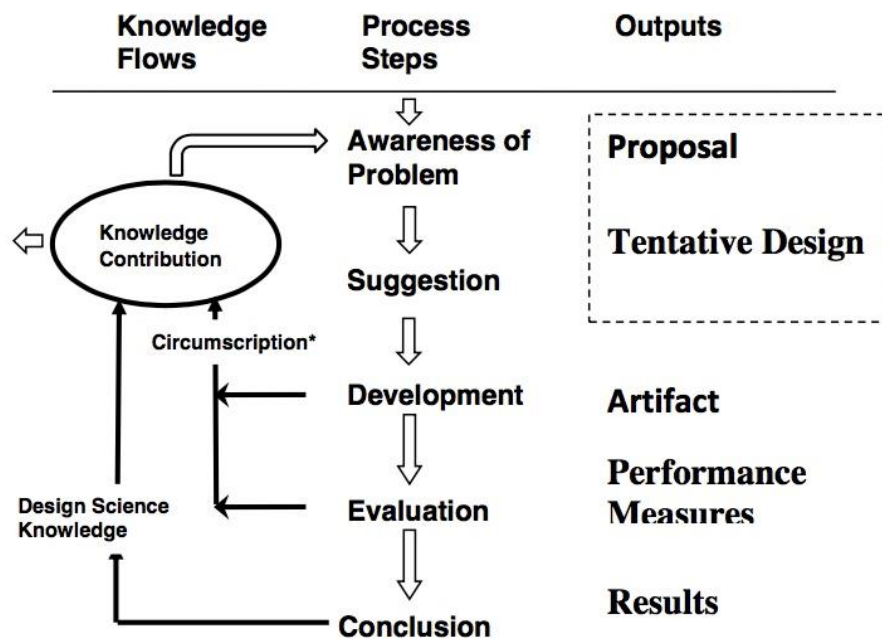 Knowledge
Flows
Process
Steps
Outputs
Awareness of
Problem
Proposal
Knowledge
Contribution
Tentative Design
Suggestion
Circumscription*
Development
Artifact
Performance
Measures
Design Science
Knowledge
Evaluation
Conclusion
Results